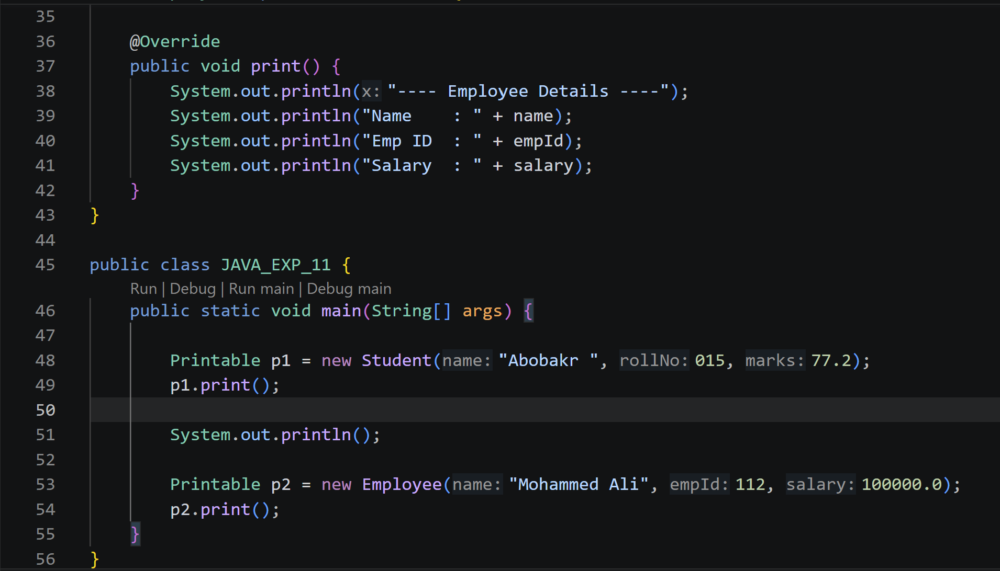 35
36 @Override
37 public void print() {
38 System.out.println(x: "---- Employee Details ----");
39 System.out.println("Name    : " + name);
40 System.out.println("Emp ID  : " + empId);
41 System.out.println("Salary  : " + salary);
42 }
43 }
44
45 public class JAVA_EXP_11 {
Run | Debug | Run main | Debug main
46 public static void main(String[] args) {
47
48 Printable p1 = new Student(name: "Abobakr ", rollNo: 015, marks: 77.2);
49 p1.print();
50
51 System.out.println();
52
53 Printable p2 = new Employee(name: "Mohammed Ali", empId: 112, salary: 100000.0);
54 p2.print();
55 }
56 }